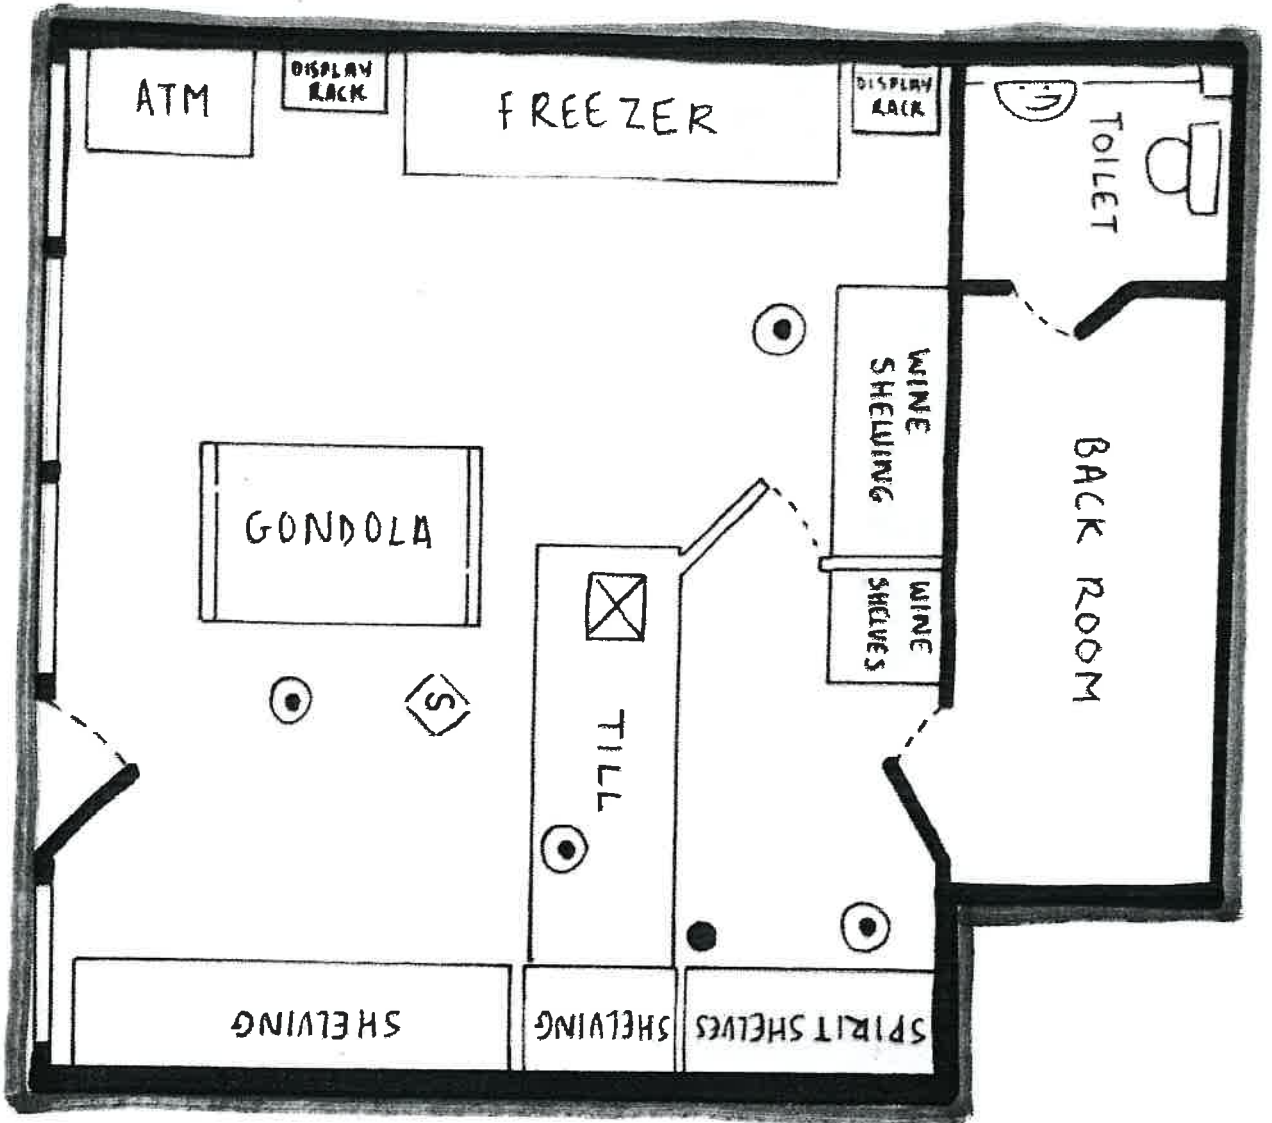 ATM
DISPLAY
RACK
FREEZER
DISPLAY
RACK
TOILET
WINE
SHELVING
BACK ROOM
GONDOLA
WINE
SHELVES
S
TILL
SHELVING
SHELVING
SPIRIT SHELVES